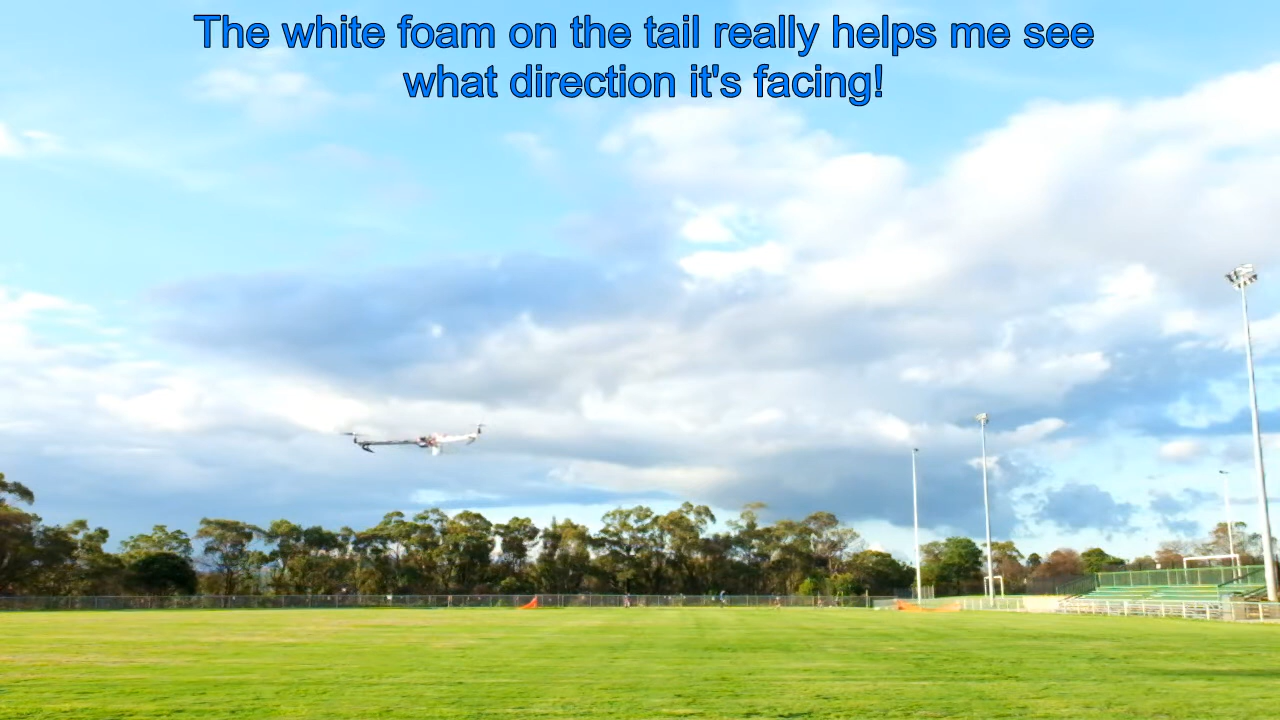 The white foam on the tail really helps me see
what direction it's facing!